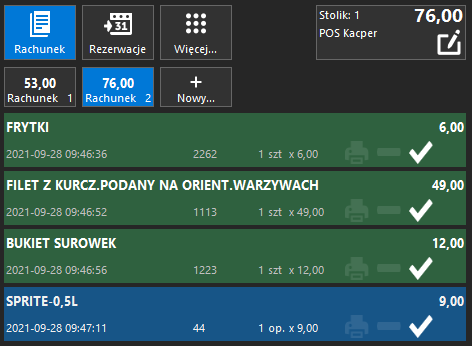 Rachunek
31
Rezerwacje
Więcej...
Stolik: 1 76,00
POS Kacper
53,00
Rachunek 1
76,00
Rachunek 2
+
Nowy...
FRYTKI 6,00
2021-09-28 09:46:36 2262 1 szt x 6,00
FILET Z KURCZ.PODANY NA ORIENT.WARZYWACH 49,00
2021-09-28 09:46:52 1113 1 szt x 49,00
BUKIET SUROWEK 12,00
2021-09-28 09:46:56 1223 1 szt x 12,00
SPRITE-0,5L 9,00
2021-09-28 09:47:11 44 1 op. x 9,00